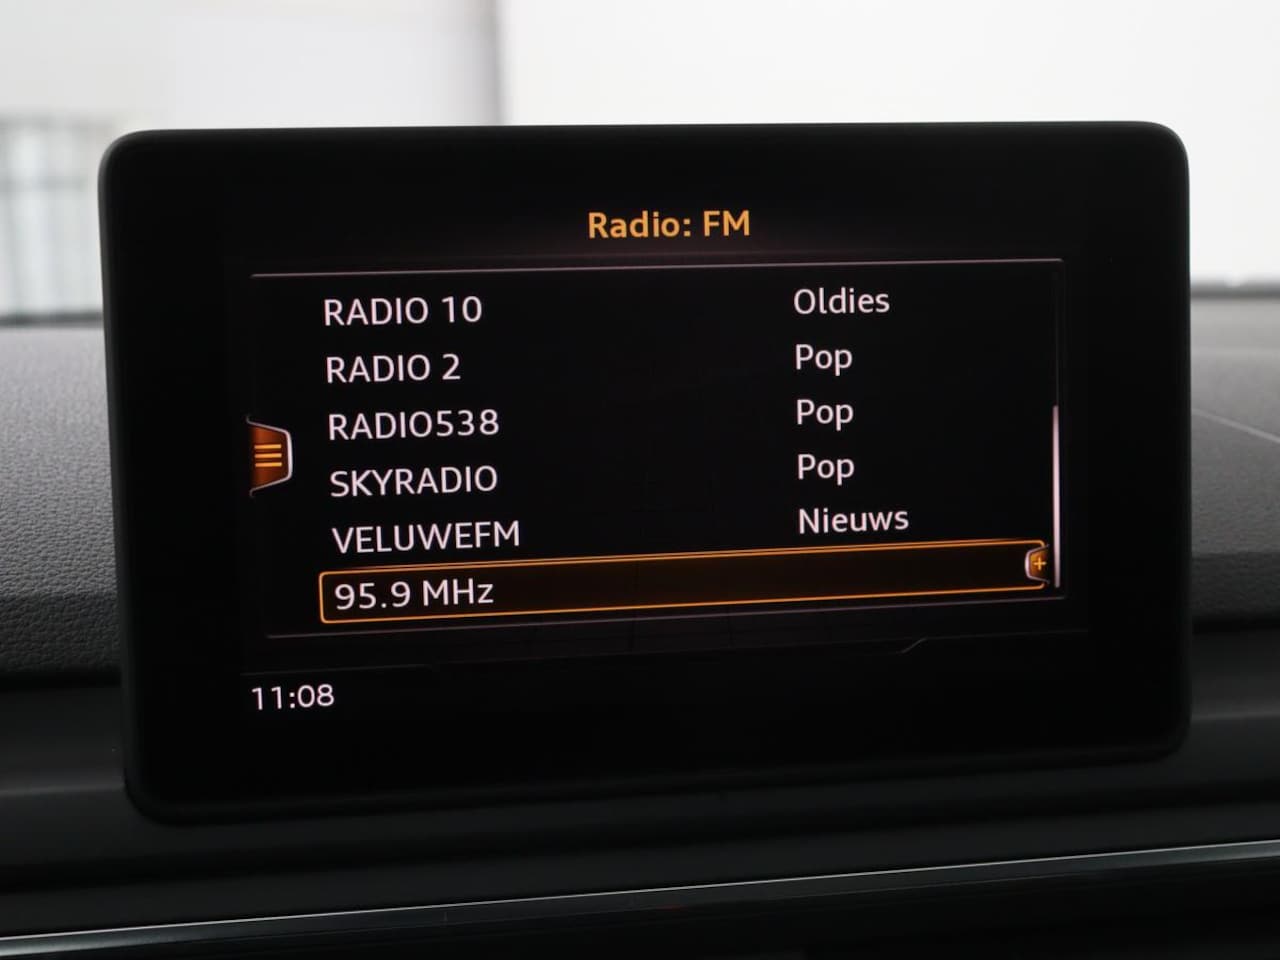 Radio: FM
RADIO 10 Oldies
RADIO 2 Pop
RADIO538 Pop
SKYRADIO Pop
VELUWEFM Nieuws
95.9 MHz
11:08